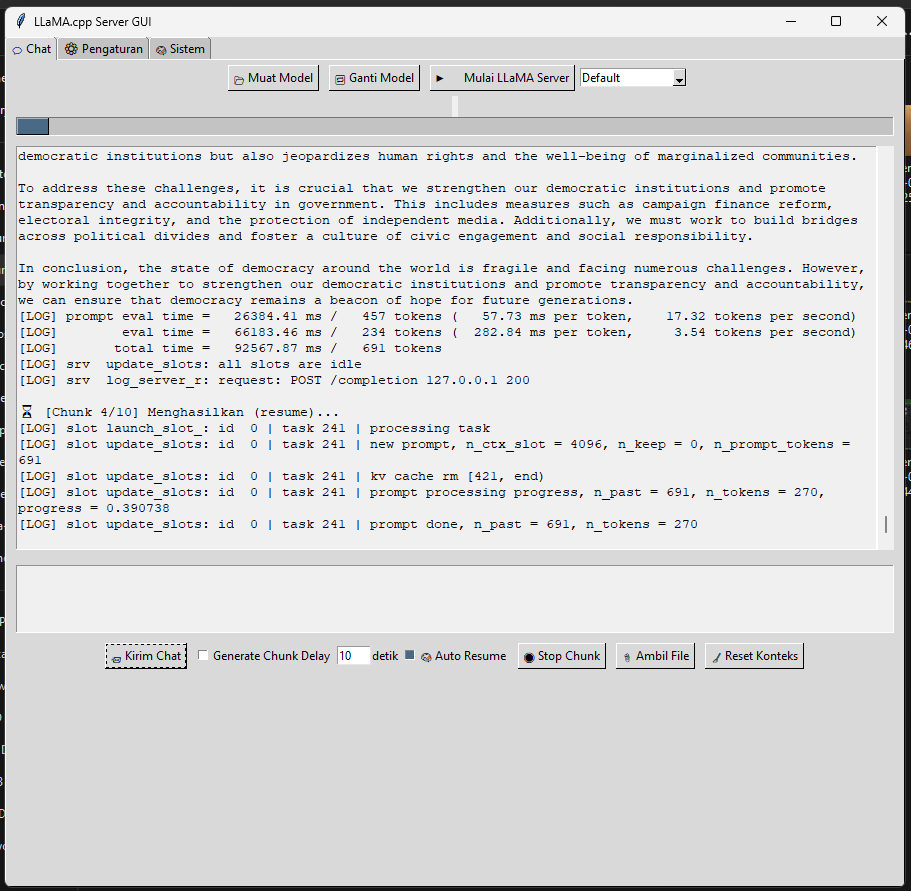 LLaMA.cpp Server GUI
Chat Pengaturan Sistem
Muat Model Ganti Model Mulai LLaMA Server Default
democratic institutions but also jeopardizes human rights and the well-being of marginalized communities.
To address these challenges, it is crucial that we strengthen our democratic institutions and promote
transparency and accountability in government. This includes measures such as campaign finance reform,
electoral integrity, and the protection of independent media. Additionally, we must work to build bridges
across political divides and foster a culture of civic engagement and social responsibility.
In conclusion, the state of democracy around the world is fragile and facing numerous challenges. However,
by working together to strengthen our democratic institutions and promote transparency and accountability,
we can ensure that democracy remains a beacon of hope for future generations.
[LOG] prompt eval time =   26384.41 ms /   457 tokens (   57.73 ms per token,    17.32 tokens per second)
[LOG]        eval time =   66183.46 ms /   234 tokens (  282.84 ms per token,     3.54 tokens per second)
[LOG]       total time =   92567.87 ms /   691 tokens
[LOG] srv  update_slots: all slots are idle
[LOG] srv  log_server_r: request: POST /completion 127.0.0.1 200
⏳ [Chunk 4/10] Menghasilkan (resume)...
[LOG] slot launch_slot_: id  0 | task 241 | processing task
[LOG] slot update_slots: id  0 | task 241 | new prompt, n_ctx_slot = 4096, n_keep = 0, n_prompt_tokens =
691
[LOG] slot update_slots: id  0 | task 241 | kv cache rm [421, end)
[LOG] slot update_slots: id  0 | task 241 | prompt processing progress, n_past = 691, n_tokens = 270,
progress = 0.390738
[LOG] slot update_slots: id  0 | task 241 | prompt done, n_past = 691, n_tokens = 270
Kirim Chat Generate Chunk Delay 10 detik Auto Resume Stop Chunk Ambil File Reset Konteks